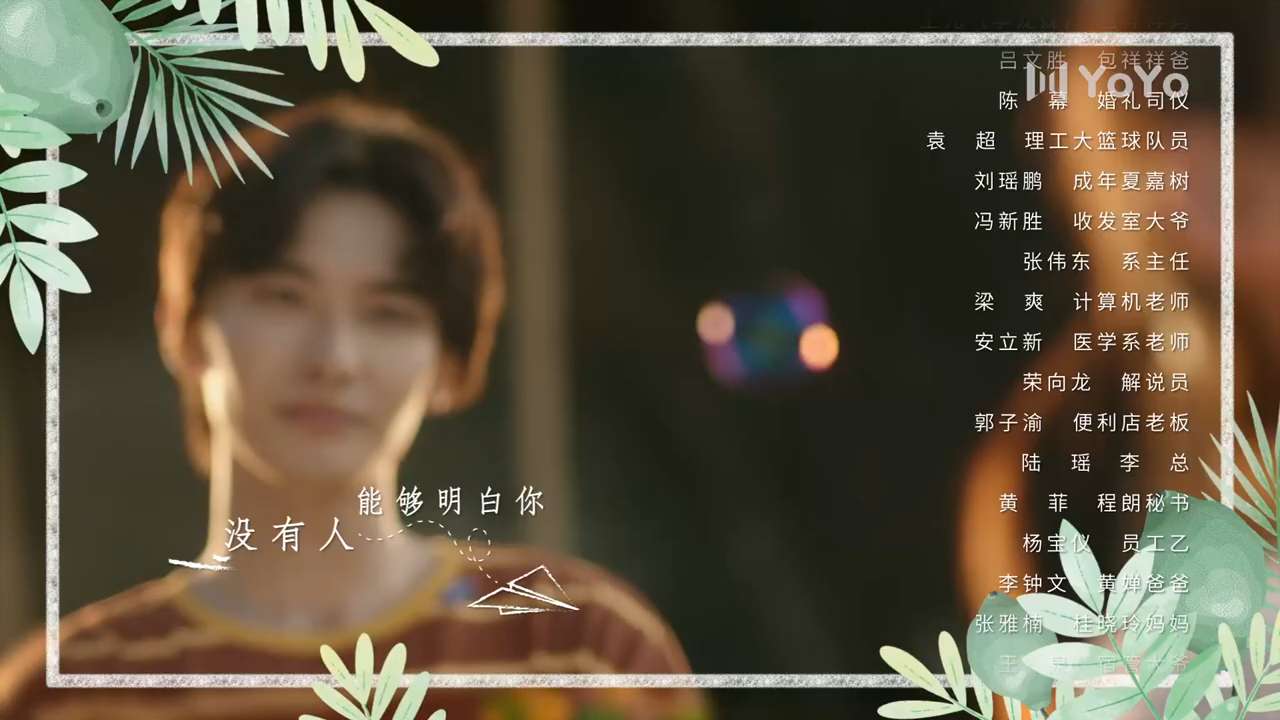 吕文胜 包祥祥爸
YOYO
陈 幕 婚礼司仪
袁 超 理工大篮球队员
刘瑶鹏 成年夏嘉树
冯新胜 收发室大爷
张伟东 系主任
梁 爽 计算机老师
安立新 医学系老师
荣向龙 解说员
郭子渝 便利店老板
陆 瑶 李 总
黄 菲 程朗秘书
杨宝仪 员工乙
李钟文 黄婵爸爸
张雅楠 桂晓玲妈妈
宿管大爷
没有人
能够明白你